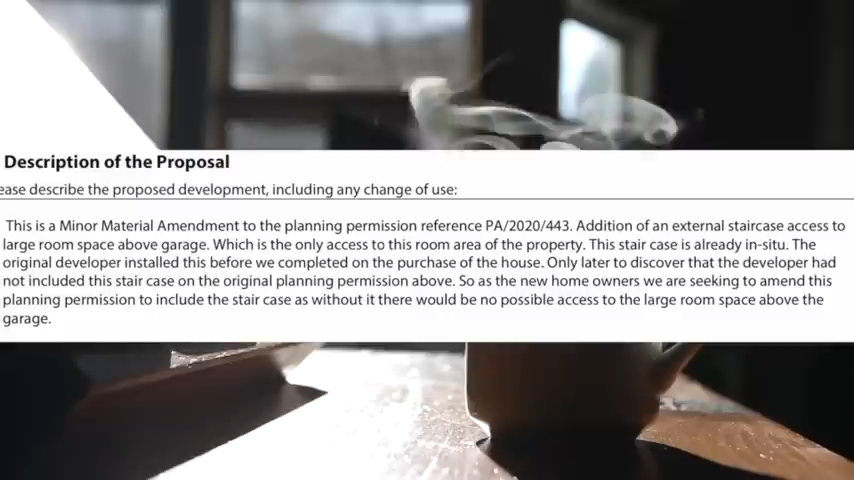 Description of the Proposal
ease describe the proposed development, including any change of use:
This is a Minor Material Amendment to the planning permission reference PA/2020/443. Addition of an external staircase access to
large room space above garage. Which is the only access to this room area of the property. This stair case is already in-situ. The
original developer installed this before we completed on the purchase of the house. Only later to discover that the developer had
not included this stair case on the original planning permission above. So as the new home owners we are seeking to amend this
planning permission to include the stair case as without it there would be no possible access to the large room space above the
garage.